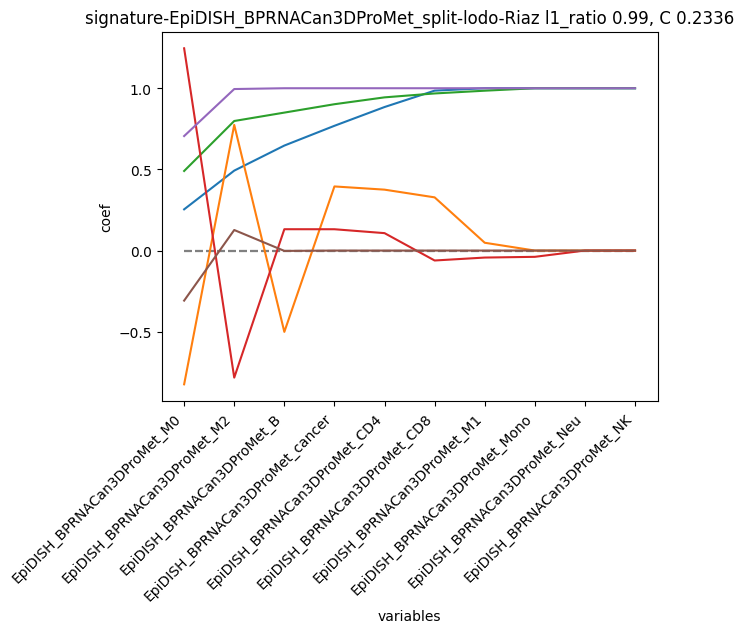 signature-EpiDISH_BPRNACan3DProMet_split-lodo-Riaz l1_ratio 0.99, C 0.2336
1.0
0.5
0.0
−0.5
coef
EpiDISH_BPRNACan3DProMet_M0
EpiDISH_BPRNACan3DProMet_M2
EpiDISH_BPRNACan3DProMet_B
EpiDISH_BPRNACan3DProMet_cancer
EpiDISH_BPRNACan3DProMet_CD4
EpiDISH_BPRNACan3DProMet_CD8
EpiDISH_BPRNACan3DProMet_M1
EpiDISH_BPRNACan3DProMet_Mono
EpiDISH_BPRNACan3DProMet_Neu
EpiDISH_BPRNACan3DProMet_NK
variables